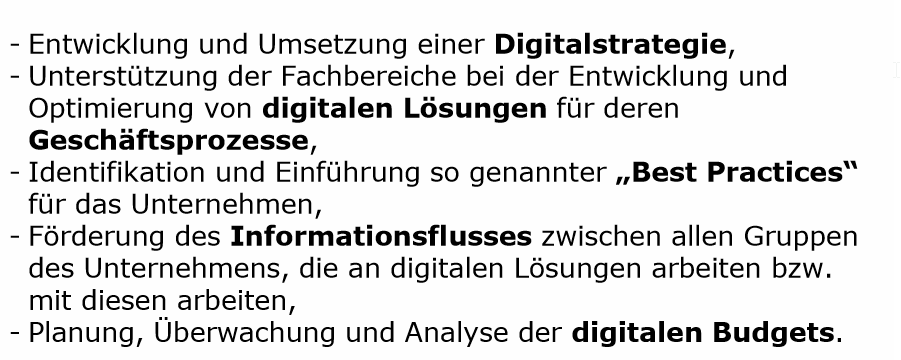 - Entwicklung und Umsetzung einer Digitalstrategie,
- Unterstützung der Fachbereiche bei der Entwicklung und
Optimierung von digitalen Lösungen für deren
Geschäftsprozesse,
- Identifikation und Einführung so genannter „Best Practices“
für das Unternehmen,
- Förderung des Informationsflusses zwischen allen Gruppen
des Unternehmens, die an digitalen Lösungen arbeiten bzw.
mit diesen arbeiten,
- Planung, Überwachung und Analyse der digitalen Budgets.